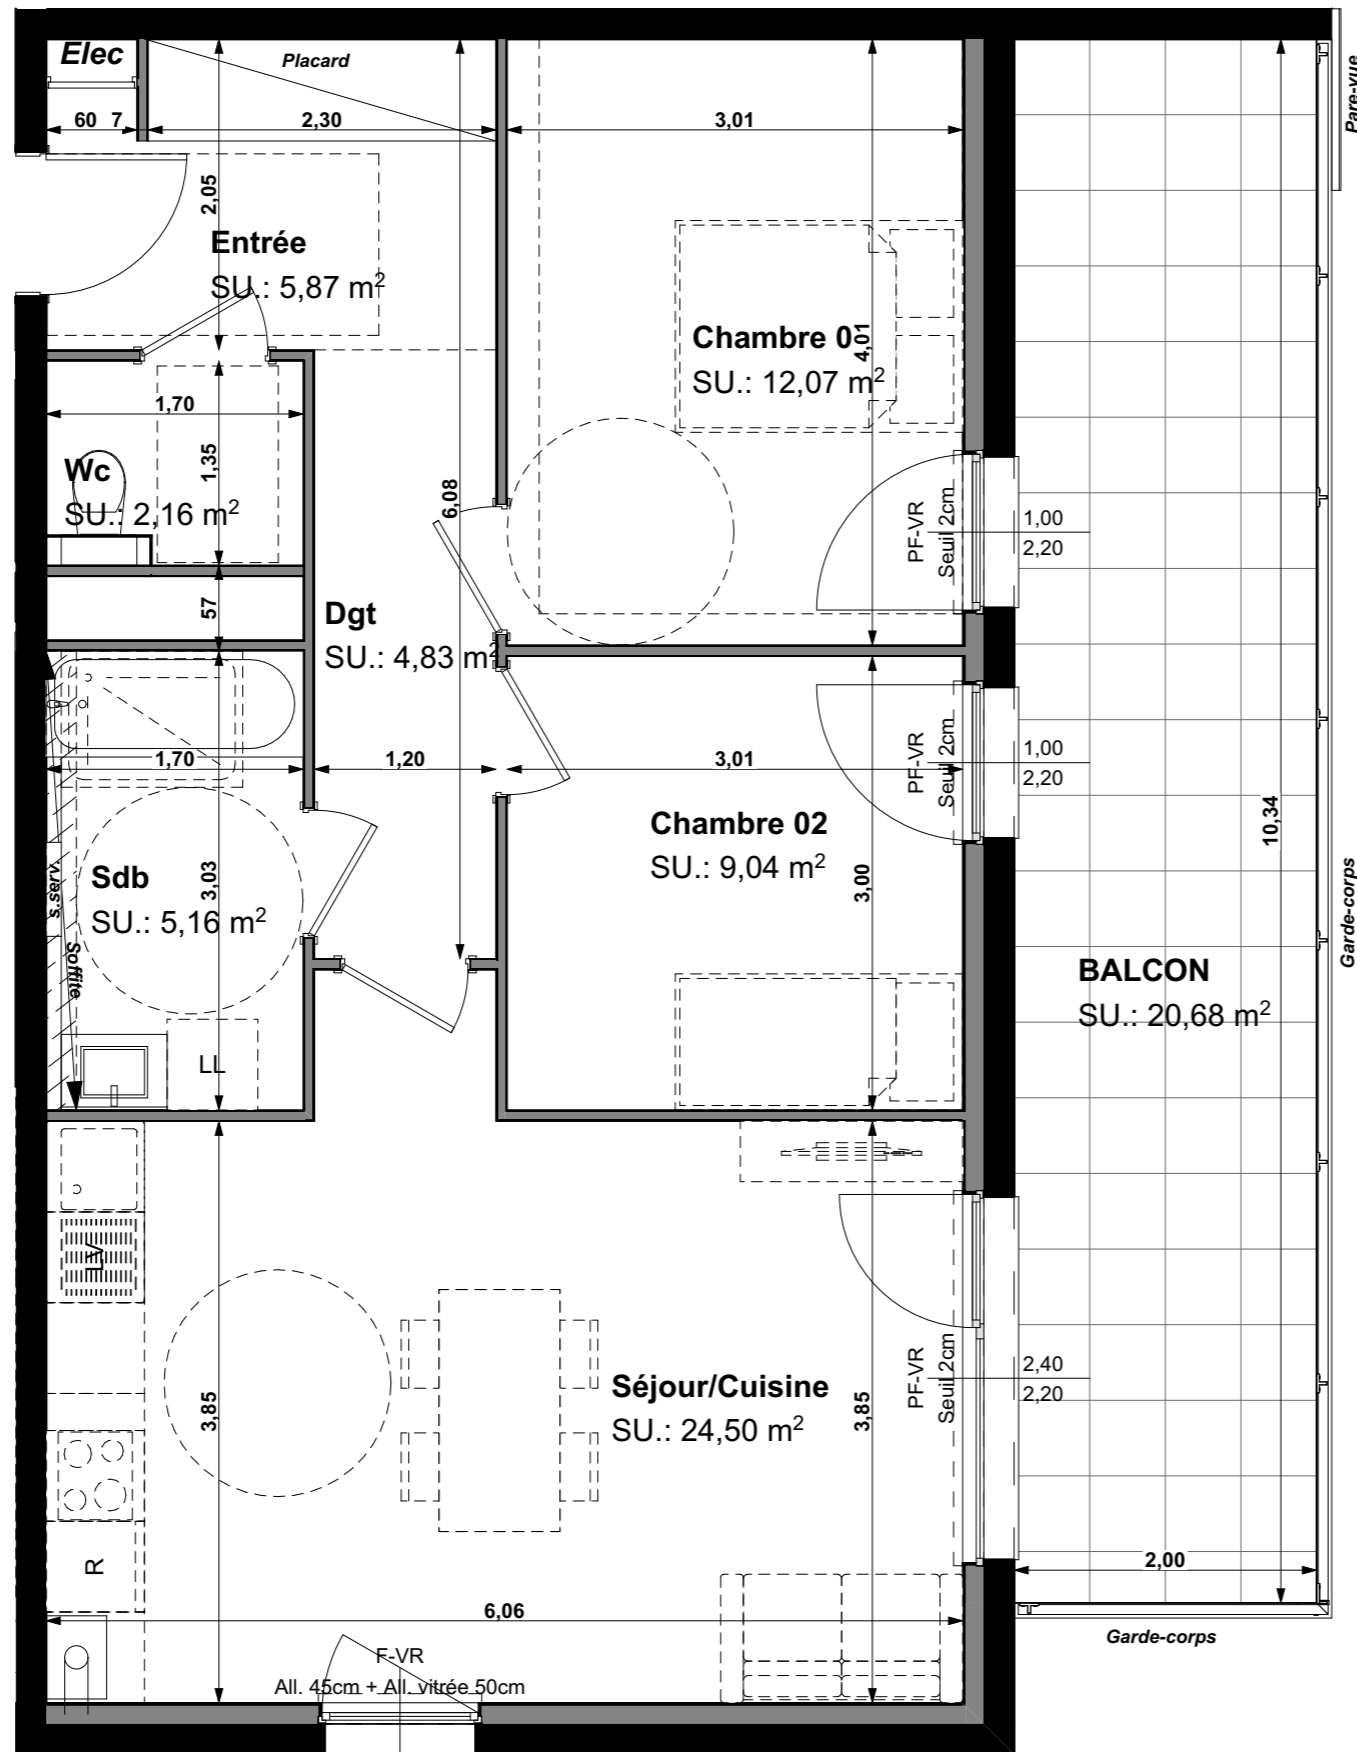 Elec
Placard
Pare-vue
60 7
2,30
3,01
2,05
Entrée
SU.: 5,87 m²
4,01
Chambre 0
SU.: 12,07 m²
1,70
1,35
Wc
SU.: 2,16 m²
6,08
PF-VR
Seuil 2cm
1,00
2,20
57
Dgt
SU.: 4,83 m²
1,70
1,20
3,01
PF-VR
Seuil 2cm
1,00
2,20
10,34
Chambre 02
SU.: 9,04 m²
3,00
s.serv.
Sdb
SU.: 5,16 m²
3,03
Soffite
Garde-corps
BALCON
SU.: 20,68 m²
LL
LV
3,85
Séjour/Cuisine
SU.: 24,50 m²
3,85
PF-VR
Seuil 2cm
2,40
2,20
R
2,00
6,06
Garde-corps
F-VR
All. 45cm + All. vitrée 50cm